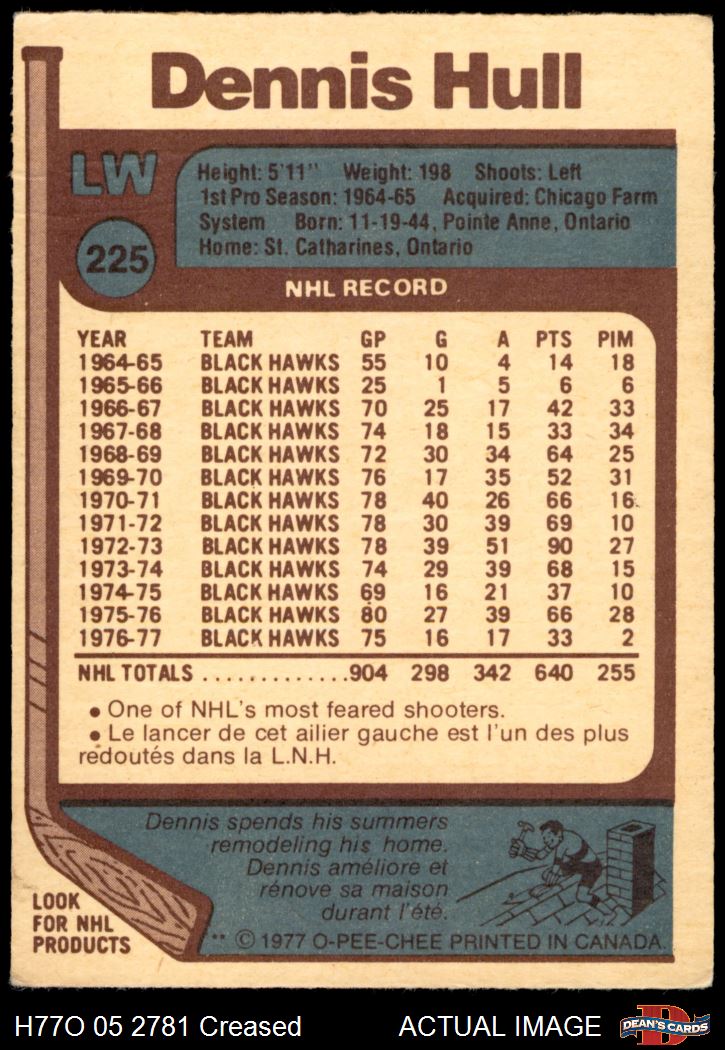 Dennis Hull
LW
Height: 5'11" Weight: 198 Shoots: Left
1st Pro Season: 1964-65 Acquired: Chicago Farm
System Born: 11-19-44, Pointe Anne, Ontario
Home: St. Catharines, Ontario
225
NHL RECORD
YEAR TEAM GP G A PTS PIM
1964-65 BLACK HAWKS 55 10 4 14 18
1965-66 BLACK HAWKS 25 1 5 6 6
1966-67 BLACK HAWKS 70 25 17 42 33
1967-68 BLACK HAWKS 74 18 15 33 34
1968-69 BLACK HAWKS 72 30 34 64 25
1969-70 BLACK HAWKS 76 17 35 52 31
1970-71 BLACK HAWKS 78 40 26 66 16
1971-72 BLACK HAWKS 78 30 39 69 10
1972-73 BLACK HAWKS 78 39 51 90 27
1973-74 BLACK HAWKS 74 29 39 68 15
1974-75 BLACK HAWKS 69 16 21 37 10
1975-76 BLACK HAWKS 80 27 39 66 28
1976-77 BLACK HAWKS 75 16 17 33 2
NHL TOTALS .............904 298 342 640 255
• One of NHL's most feared shooters.
• Le lancer de cet ailier gauche est l'un des plus
redoutés dans la L.N.H.
Dennis spends his summers
remodeling his home.
Dennis améliore et
rénove sa maison
durant l'été.
LOOK
FOR NHL
PRODUCTS
** © 1977 O-PEE-CHEE PRINTED IN CANADA.
H77O 05 2781 Creased ACTUAL IMAGE
D
DEAN'S CARDS